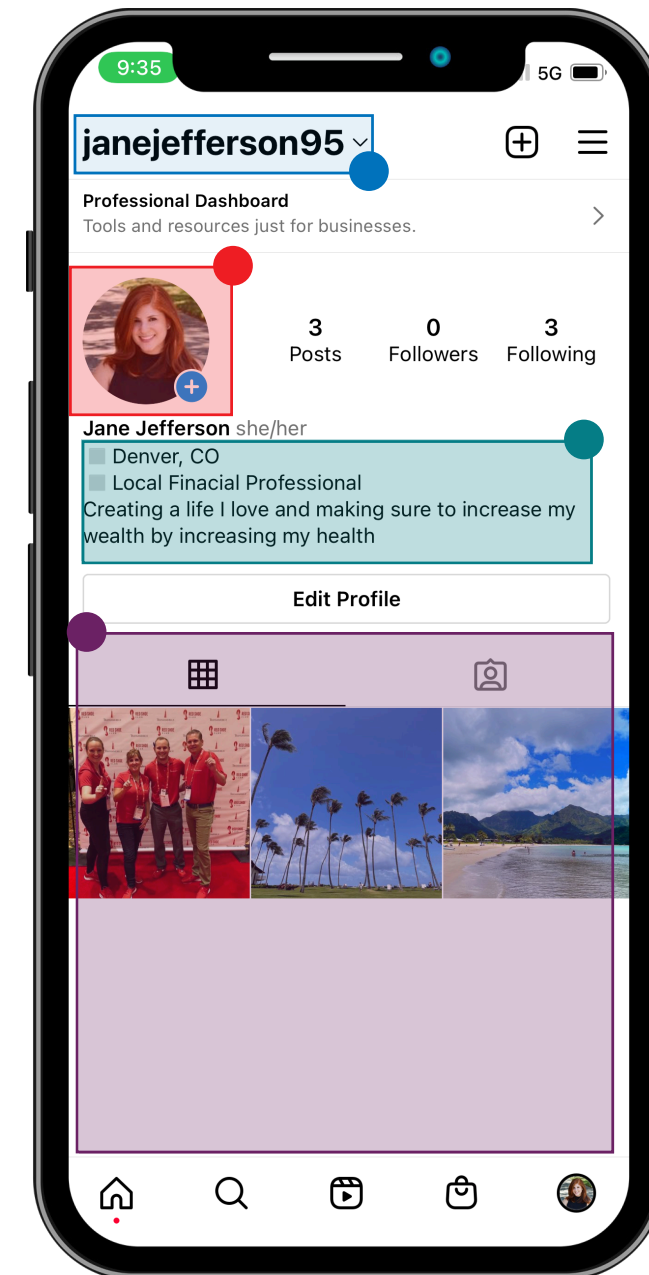 9:35
5G
janejefferson95
Professional Dashboard
Tools and resources just for businesses.
3 0 3
Posts Followers Following
Jane Jefferson she/her
Denver, CO
Local Finacial Professional
Creating a life I love and making sure to increase my
wealth by increasing my health
Edit Profile